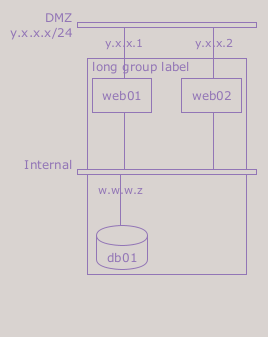 DMZ
y.x.x.x/24
y.x.x.1
y.x.x.2
long group label
web01
web02
Internal
w.w.w.z
db01